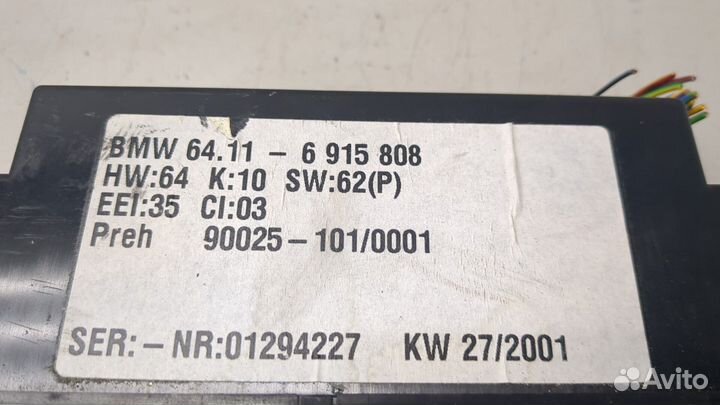 BMW 64.11 - 6 915 808
HW:64 K:10 SW:62(P)
EEI:35 CI:03
Preh 90025-101/0001
SER:-NR:01294227 KW 27/2001
Avito